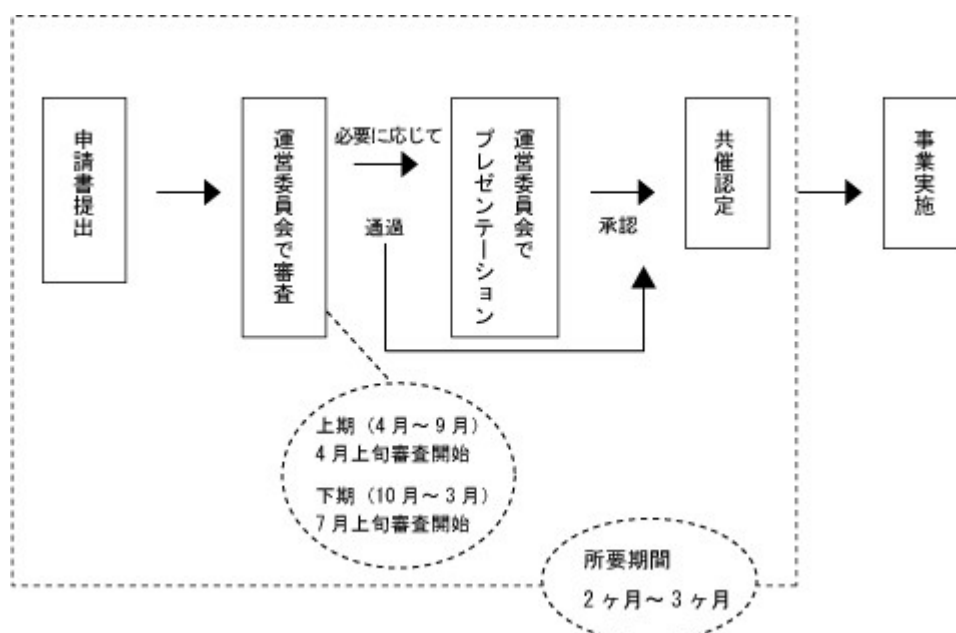 申請書提出
運営委員会で審査
必要に応じて
通過
運営委員会で
プレゼンテーション
承認
共催認定
事業実施
上期（4月～9月）
4月上旬審査開始
下期（10月～3月）
7月上旬審査開始
所要期間
2ヶ月～3ヶ月